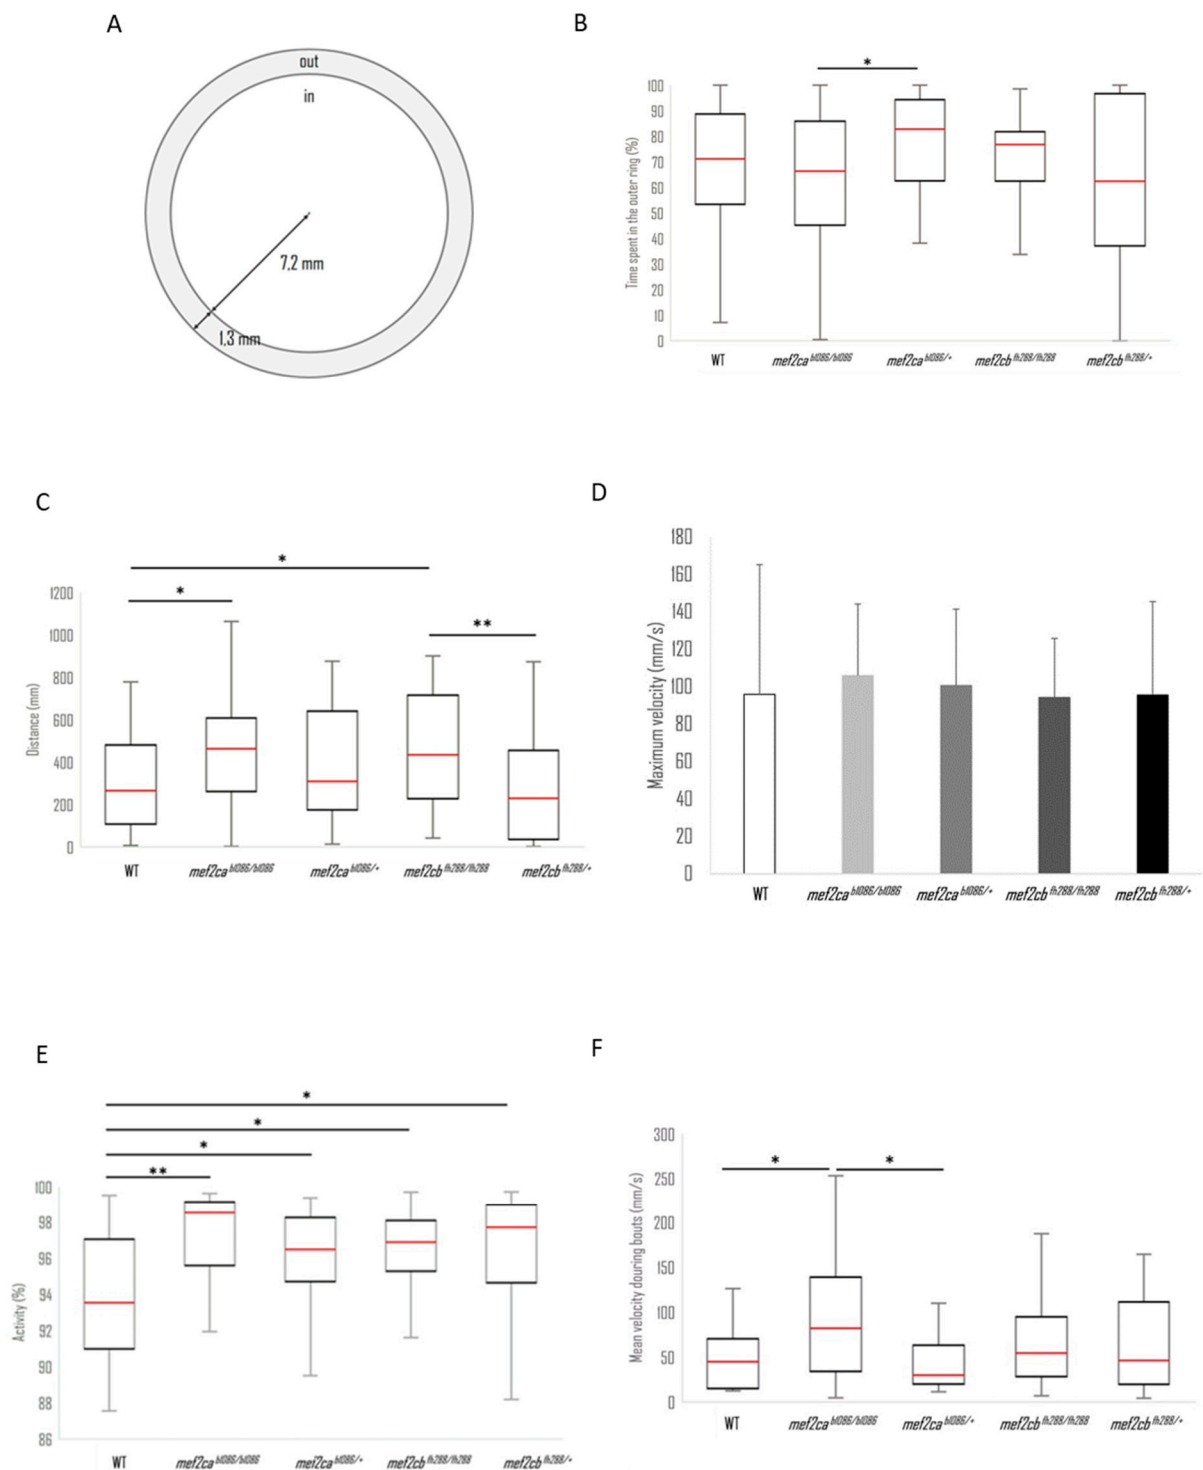 A
out
in
7,2 mm
1,3 mm
B
*
Time spent in the outer ring (%)
100
90
80
70
60
50
40
30
20
10
0
WT mef2ca b1086/b1086 mef2ca b1086/+ mef2cb fh288/fh288 mef2cb fh288/+
C
*
*
**
Distance (mm)
1200
1000
800
600
400
200
0
WT mef2ca b1086/b1086 mef2ca b1086/+ mef2cb fh288/fh288 mef2cb fh288/+
D
Maximum velocity (mm/s)
180
160
140
120
100
80
60
40
20
0
WT mef2ca b1086/b1086 mef2ca b1086/+ mef2cb fh288/fh288 mef2cb fh288/+
E
*
*
*
**
Activity (%)
100
98
96
94
92
90
88
86
WT mef2ca b1086/b1086 mef2ca b1086/+ mef2cb fh288/fh288 mef2cb fh288/+
F
* *
Mean velocity douring bouts (mm/s)
300
250
200
150
100
50
0
WT mef2ca b1086/b1086 mef2ca b1086/+ mef2cb fh288/fh288 mef2cb fh288/+